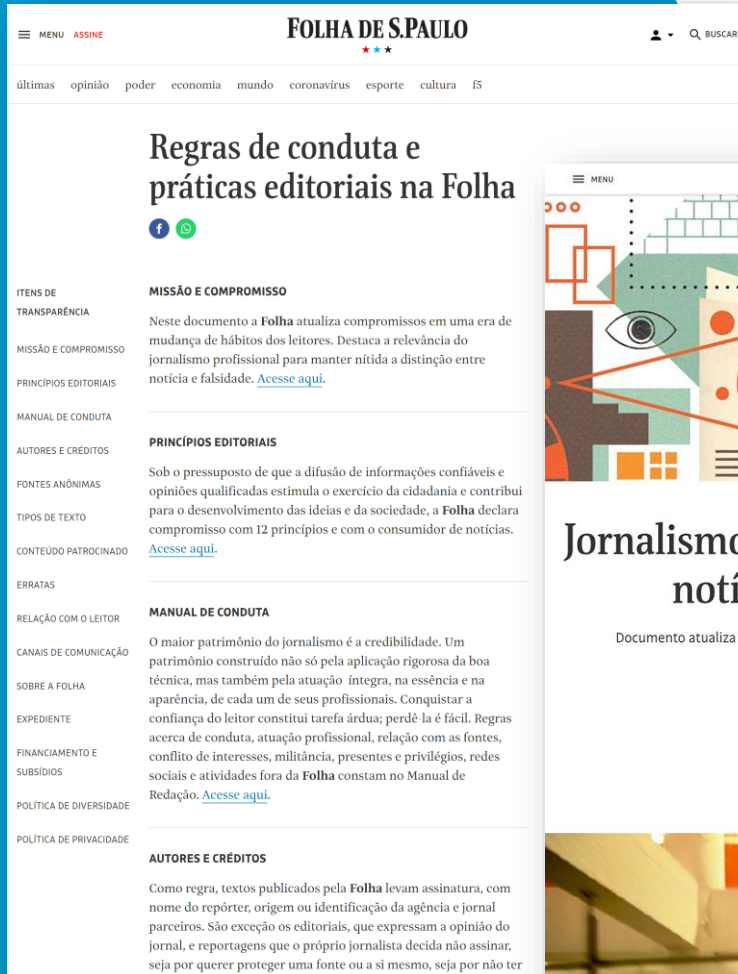 MENU ASSINE
FOLHA DE S.PAULO
BUSCAR
últimas opinião poder economia mundo coronavírus esporte cultura f5
Regras de conduta e
práticas editoriais na Folha
ITENS DE
TRANSPARÊNCIA
MISSÃO E COMPROMISSO
PRINCÍPIOS EDITORIAIS
MANUAL DE CONDUTA
AUTORES E CRÉDITOS
FONTES ANÔNIMAS
TIPOS DE TEXTO
CONTEÚDO PATROCINADO
ERRATAS
RELAÇÃO COM O LEITOR
CANAIS DE COMUNICAÇÃO
SOBRE A FOLHA
EXPEDIENTE
FINANCIAMENTO E
SUBSÍDIOS
POLÍTICA DE DIVERSIDADE
POLÍTICA DE PRIVACIDADE
MISSÃO E COMPROMISSO
Neste documento a Folha atualiza compromissos em uma era de
mudança de hábitos dos leitores. Destaca a relevância do
jornalismo profissional para manter nítida a distinção entre
notícia e falsidade. Acesse aqui.
PRINCÍPIOS EDITORIAIS
Sob o pressuposto de que a difusão de informações confiáveis e
opiniões qualificadas estimula o exercício da cidadania e contribui
para o desenvolvimento das ideias e da sociedade, a Folha declara
compromisso com 12 princípios e com o consumidor de notícias.
Acesse aqui.
MANUAL DE CONDUTA
O maior patrimônio do jornalismo é a credibilidade. Um
patrimônio construído não só pela aplicação rigorosa da boa
técnica, mas também pela atuação íntegra, na essência e na
aparência, de cada um de seus profissionais. Conquistar a
confiança do leitor constitui tarefa árdua; perdê-la é fácil. Regras
acerca de conduta, atuação profissional, relação com as fontes,
conflito de interesses, militância, presentes e privilégios, redes
sociais e atividades fora da Folha constam no Manual de
Redação. Acesse aqui.
AUTORES E CRÉDITOS
Como regra, textos publicados pela Folha levam assinatura, com
nome do repórter, origem ou identificação da agência e jornal
parceiros. São exceção os editoriais, que expressam a opinião do
jornal, e reportagens que o próprio jornalista decida não assinar,
seja por querer proteger uma fonte ou a si mesmo, seja por não ter
MENU
Jornalismo
notí
Documento atualiza